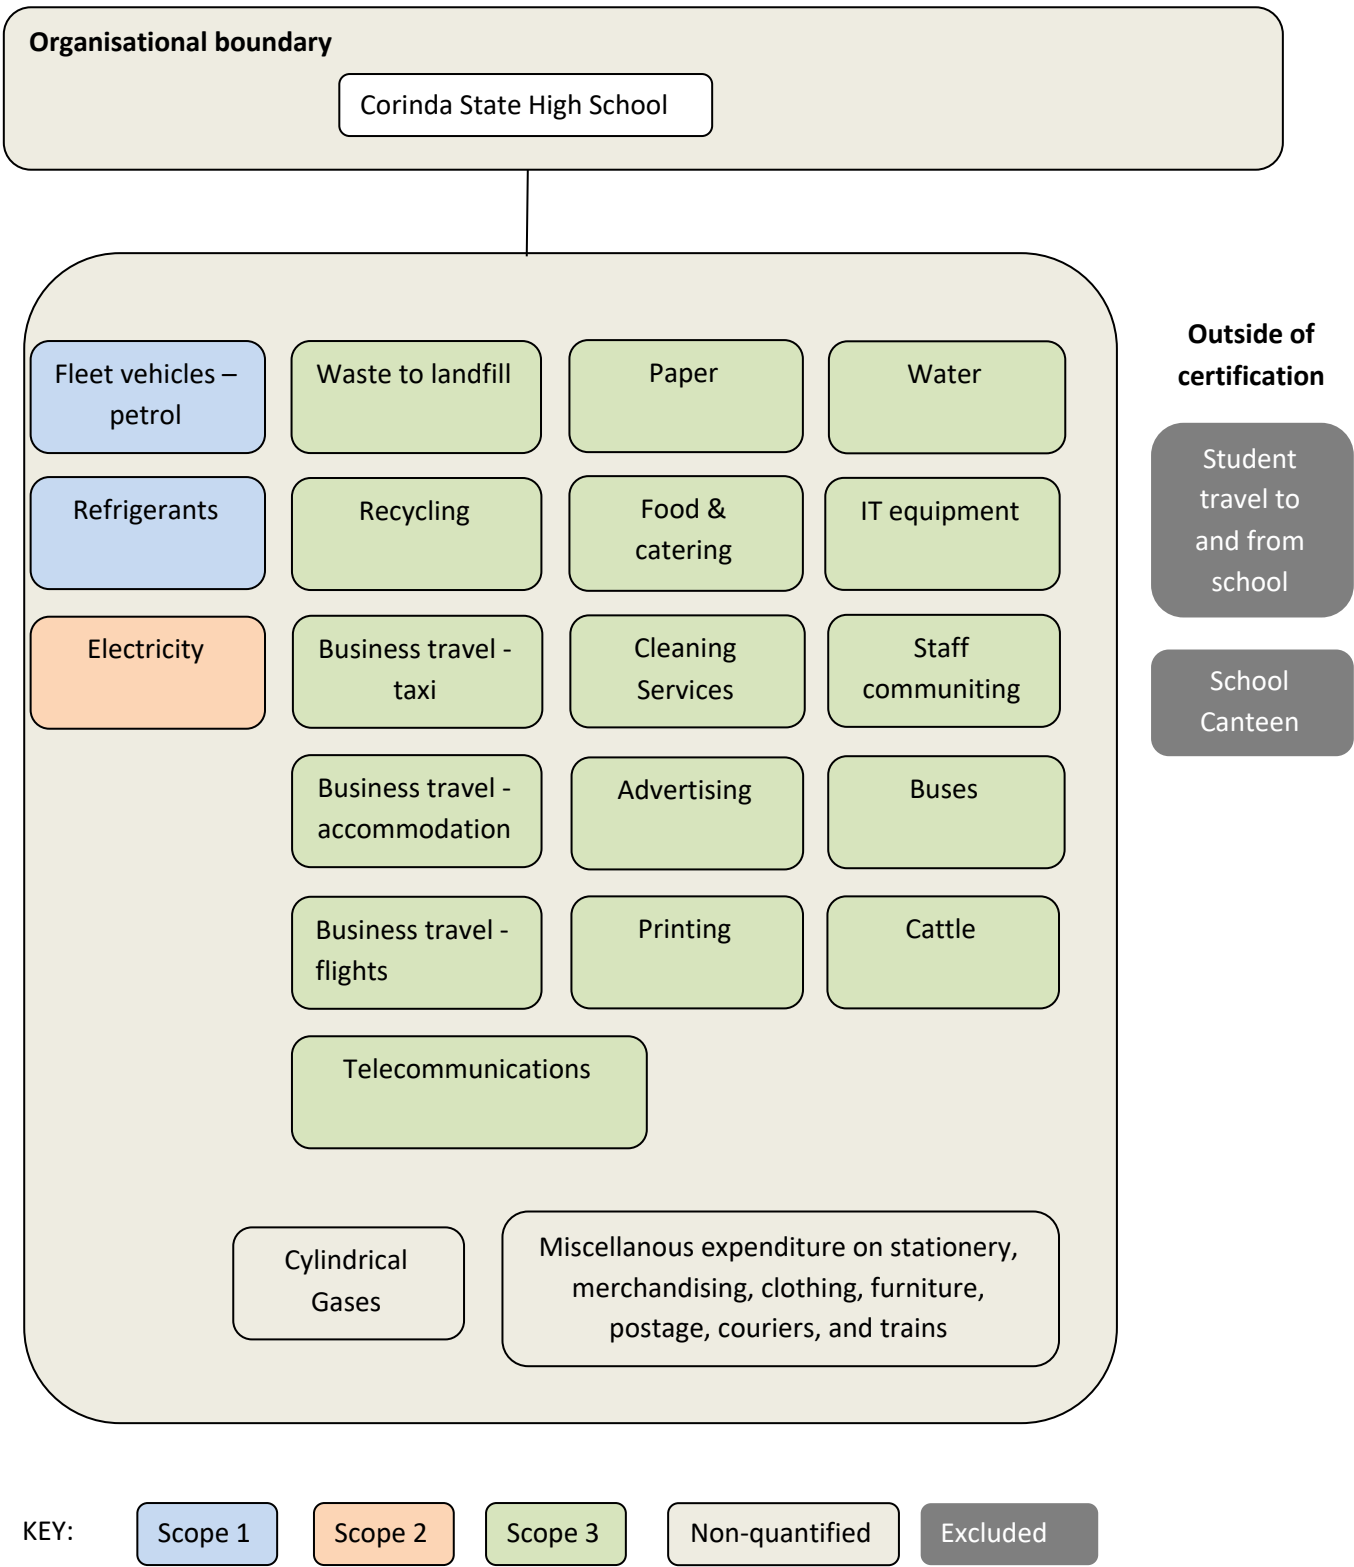 Organisational boundary
Corinda State High School
Outside of
certification
Fleet vehicles –
petrol
Waste to landfill
Paper
Water
Student
travel to
and from
school
Refrigerants
Recycling
Food &
catering
IT equipment
Electricity
Business travel -
taxi
Cleaning
Services
Staff
communiting
School
Canteen
Business travel -
accommodation
Advertising
Buses
Business travel -
flights
Printing
Cattle
Telecommunications
Cylindrical
Gases
Miscellanous expenditure on stationery,
merchandising, clothing, furniture,
postage, couriers, and trains
KEY:
Scope 1
Scope 2
Scope 3
Non-quantified
Excluded